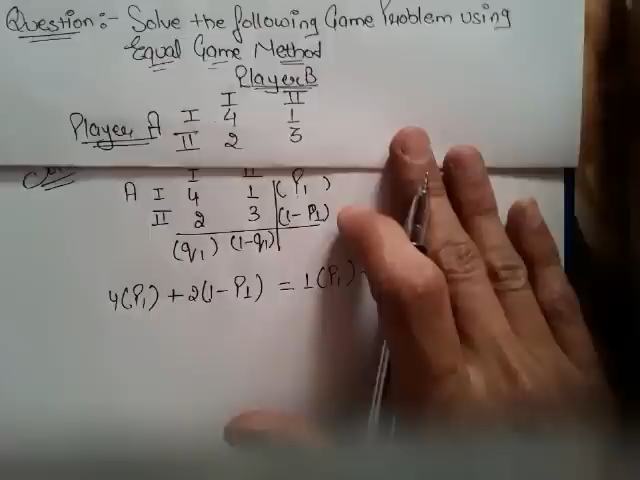 Question:- Solve the following Game Problem using
Equal Game Method
Player B
I II
Player A I 4 1
II 2 3
I II
A I 4 1 (P1)
II 2 3 (1-P1)
(q1) (1-q1)
4(P1) + 2(1-P1) = 1(P1)